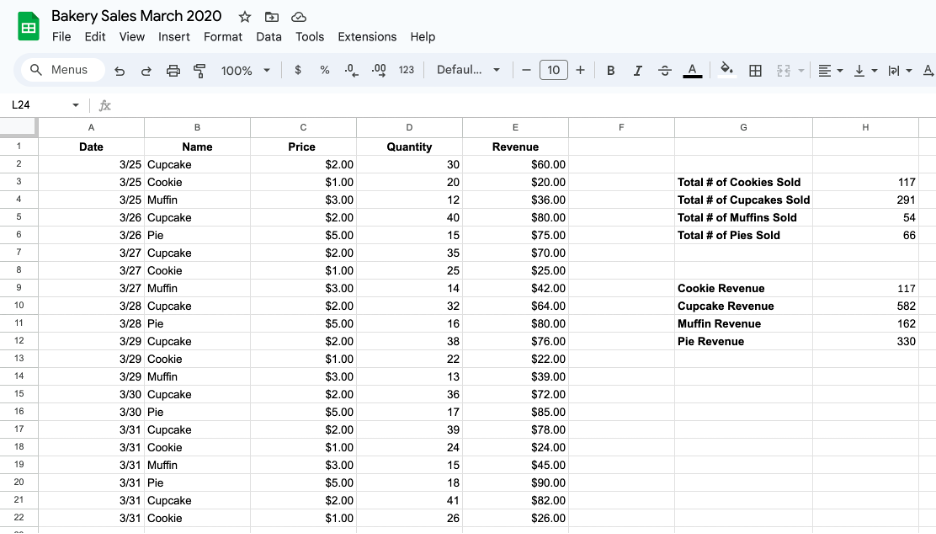 Bakery Sales March 2020
File Edit View Insert Format Data Tools Extensions Help
Menus 100% $ % .0 .00 123 Defaul... − 10 + B I A
L24 fx
A B C D E F G H
1 Date Name Price Quantity Revenue
2 3/25 Cupcake $2.00 30 $60.00
3 3/25 Cookie $1.00 20 $20.00 Total # of Cookies Sold 117
4 3/25 Muffin $3.00 12 $36.00 Total # of Cupcakes Sold 291
5 3/26 Cupcake $2.00 40 $80.00 Total # of Muffins Sold 54
6 3/26 Pie $5.00 15 $75.00 Total # of Pies Sold 66
7 3/27 Cupcake $2.00 35 $70.00
8 3/27 Cookie $1.00 25 $25.00
9 3/27 Muffin $3.00 14 $42.00 Cookie Revenue 117
10 3/28 Cupcake $2.00 32 $64.00 Cupcake Revenue 582
11 3/28 Pie $5.00 16 $80.00 Muffin Revenue 162
12 3/29 Cupcake $2.00 38 $76.00 Pie Revenue 330
13 3/29 Cookie $1.00 22 $22.00
14 3/29 Muffin $3.00 13 $39.00
15 3/30 Cupcake $2.00 36 $72.00
16 3/30 Pie $5.00 17 $85.00
17 3/31 Cupcake $2.00 39 $78.00
18 3/31 Cookie $1.00 24 $24.00
19 3/31 Muffin $3.00 15 $45.00
20 3/31 Pie $5.00 18 $90.00
21 3/31 Cupcake $2.00 41 $82.00
22 3/31 Cookie $1.00 26 $26.00